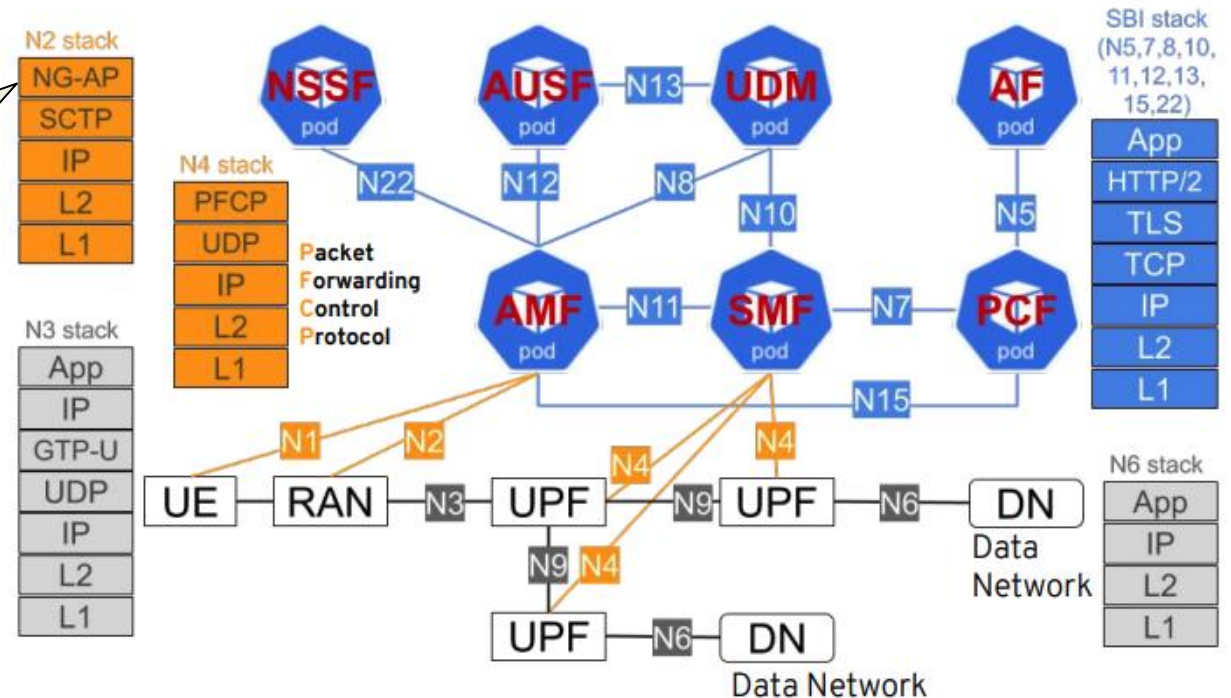 N2 stack
NG-AP
SCTP
IP
L2
L1
N4 stack
PFCP
UDP
IP
L2
L1
Packet
Forwarding
Control
Protocol
N3 stack
App
IP
GTP-U
UDP
IP
L2
L1
NSSF
pod
AUSF
pod
N13
UDM
pod
AF
pod
N22
N12
N8
N10
N5
AMF
pod
N11
SMF
pod
N7
PCF
pod
N15
N1
N2
N4
N4
UE
RAN
N3
UPF
N9
UPF
N6
DN
Data
Network
N9
N4
UPF
N6
DN
Data Network
SBI stack
(N5,7,8,10,
11,12,13,
15,22)
App
HTTP/2
TLS
TCP
IP
L2
L1
N6 stack
App
IP
L2
L1